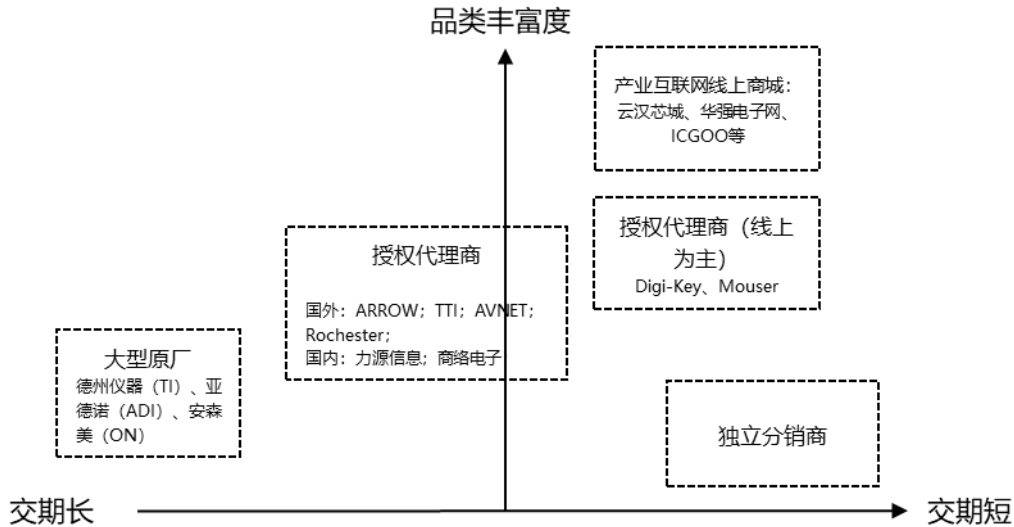 品类丰富度
产业互联网线上商城：
云汉芯城、华强电子网、
ICGOO等
授权代理商（线上
为主）
Digi-Key、Mouser
授权代理商
国外：ARROW；TTI；AVNET；
Rochester；
国内：力源信息；商络电子
大型原厂
德州仪器（TI）、亚
德诺（ADI）、安森
美（ON）
独立分销商
交期长
交期短